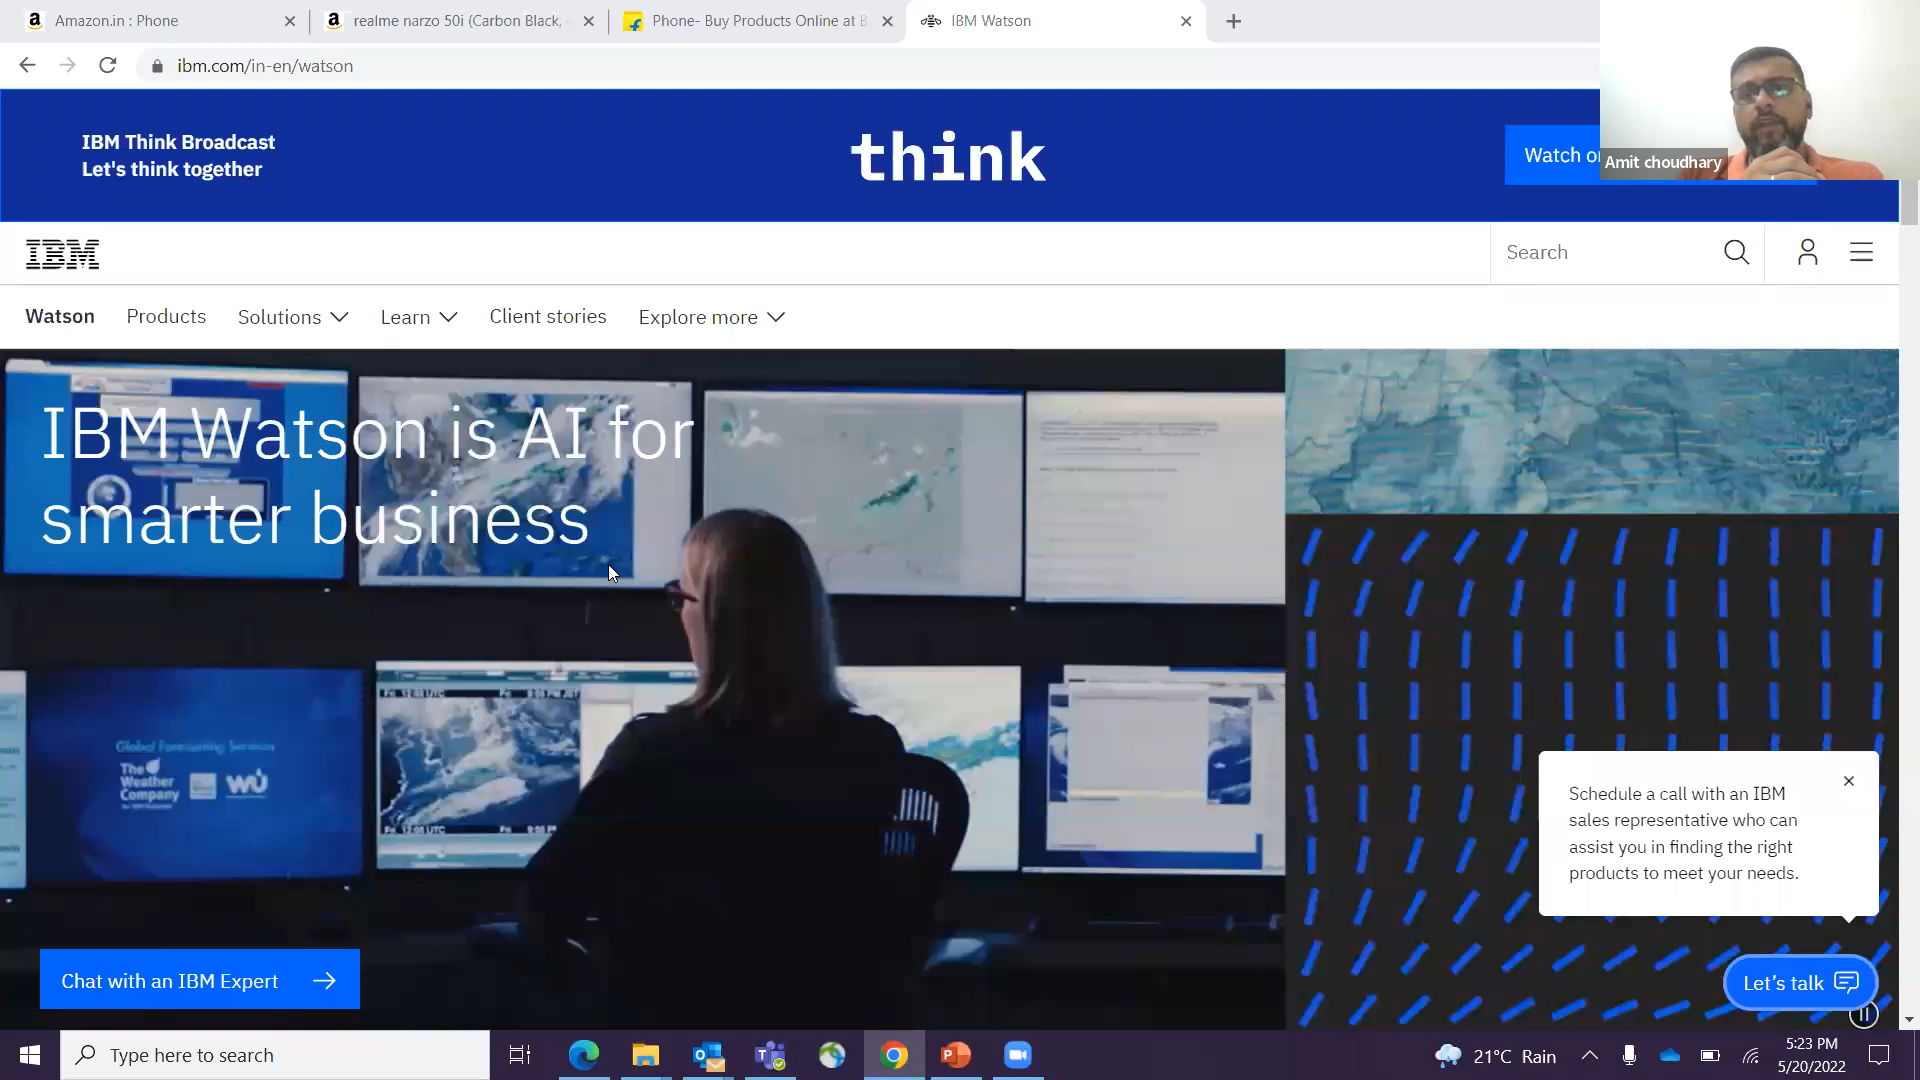 Amazon.in : Phone
realme narzo 50i (Carbon Black,
Phone- Buy Products Online at B
IBM Watson
ibm.com/in-en/watson
IBM Think Broadcast
Let's think together
think
Watch o
Amit choudhary
IBM
Search
Watson
Products
Solutions
Learn
Client stories
Explore more
IBM Watson is AI for
smarter business
Global Forecasting Services
The
Weather
Company
wu
Schedule a call with an IBM
sales representative who can
assist you in finding the right
products to meet your needs.
Chat with an IBM Expert
Let's talk
Type here to search
21°C Rain
5:23 PM
5/20/2022